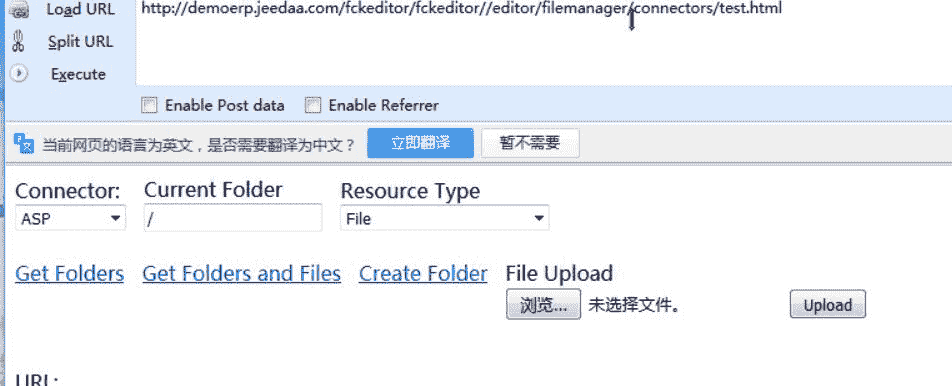 Load URL
http://demoerp.jeedaa.com/fckeditor/fckeditor//editor/filemanager/connectors/test.html
Split URL
Execute
Enable Post data Enable Referrer
当前网页的语言为英文，是否需要翻译为中文？ 立即翻译 暂不需要
Connector: Current Folder Resource Type
ASP / File
Get Folders Get Folders and Files Create Folder File Upload
浏览... 未选择文件。 Upload
URL: